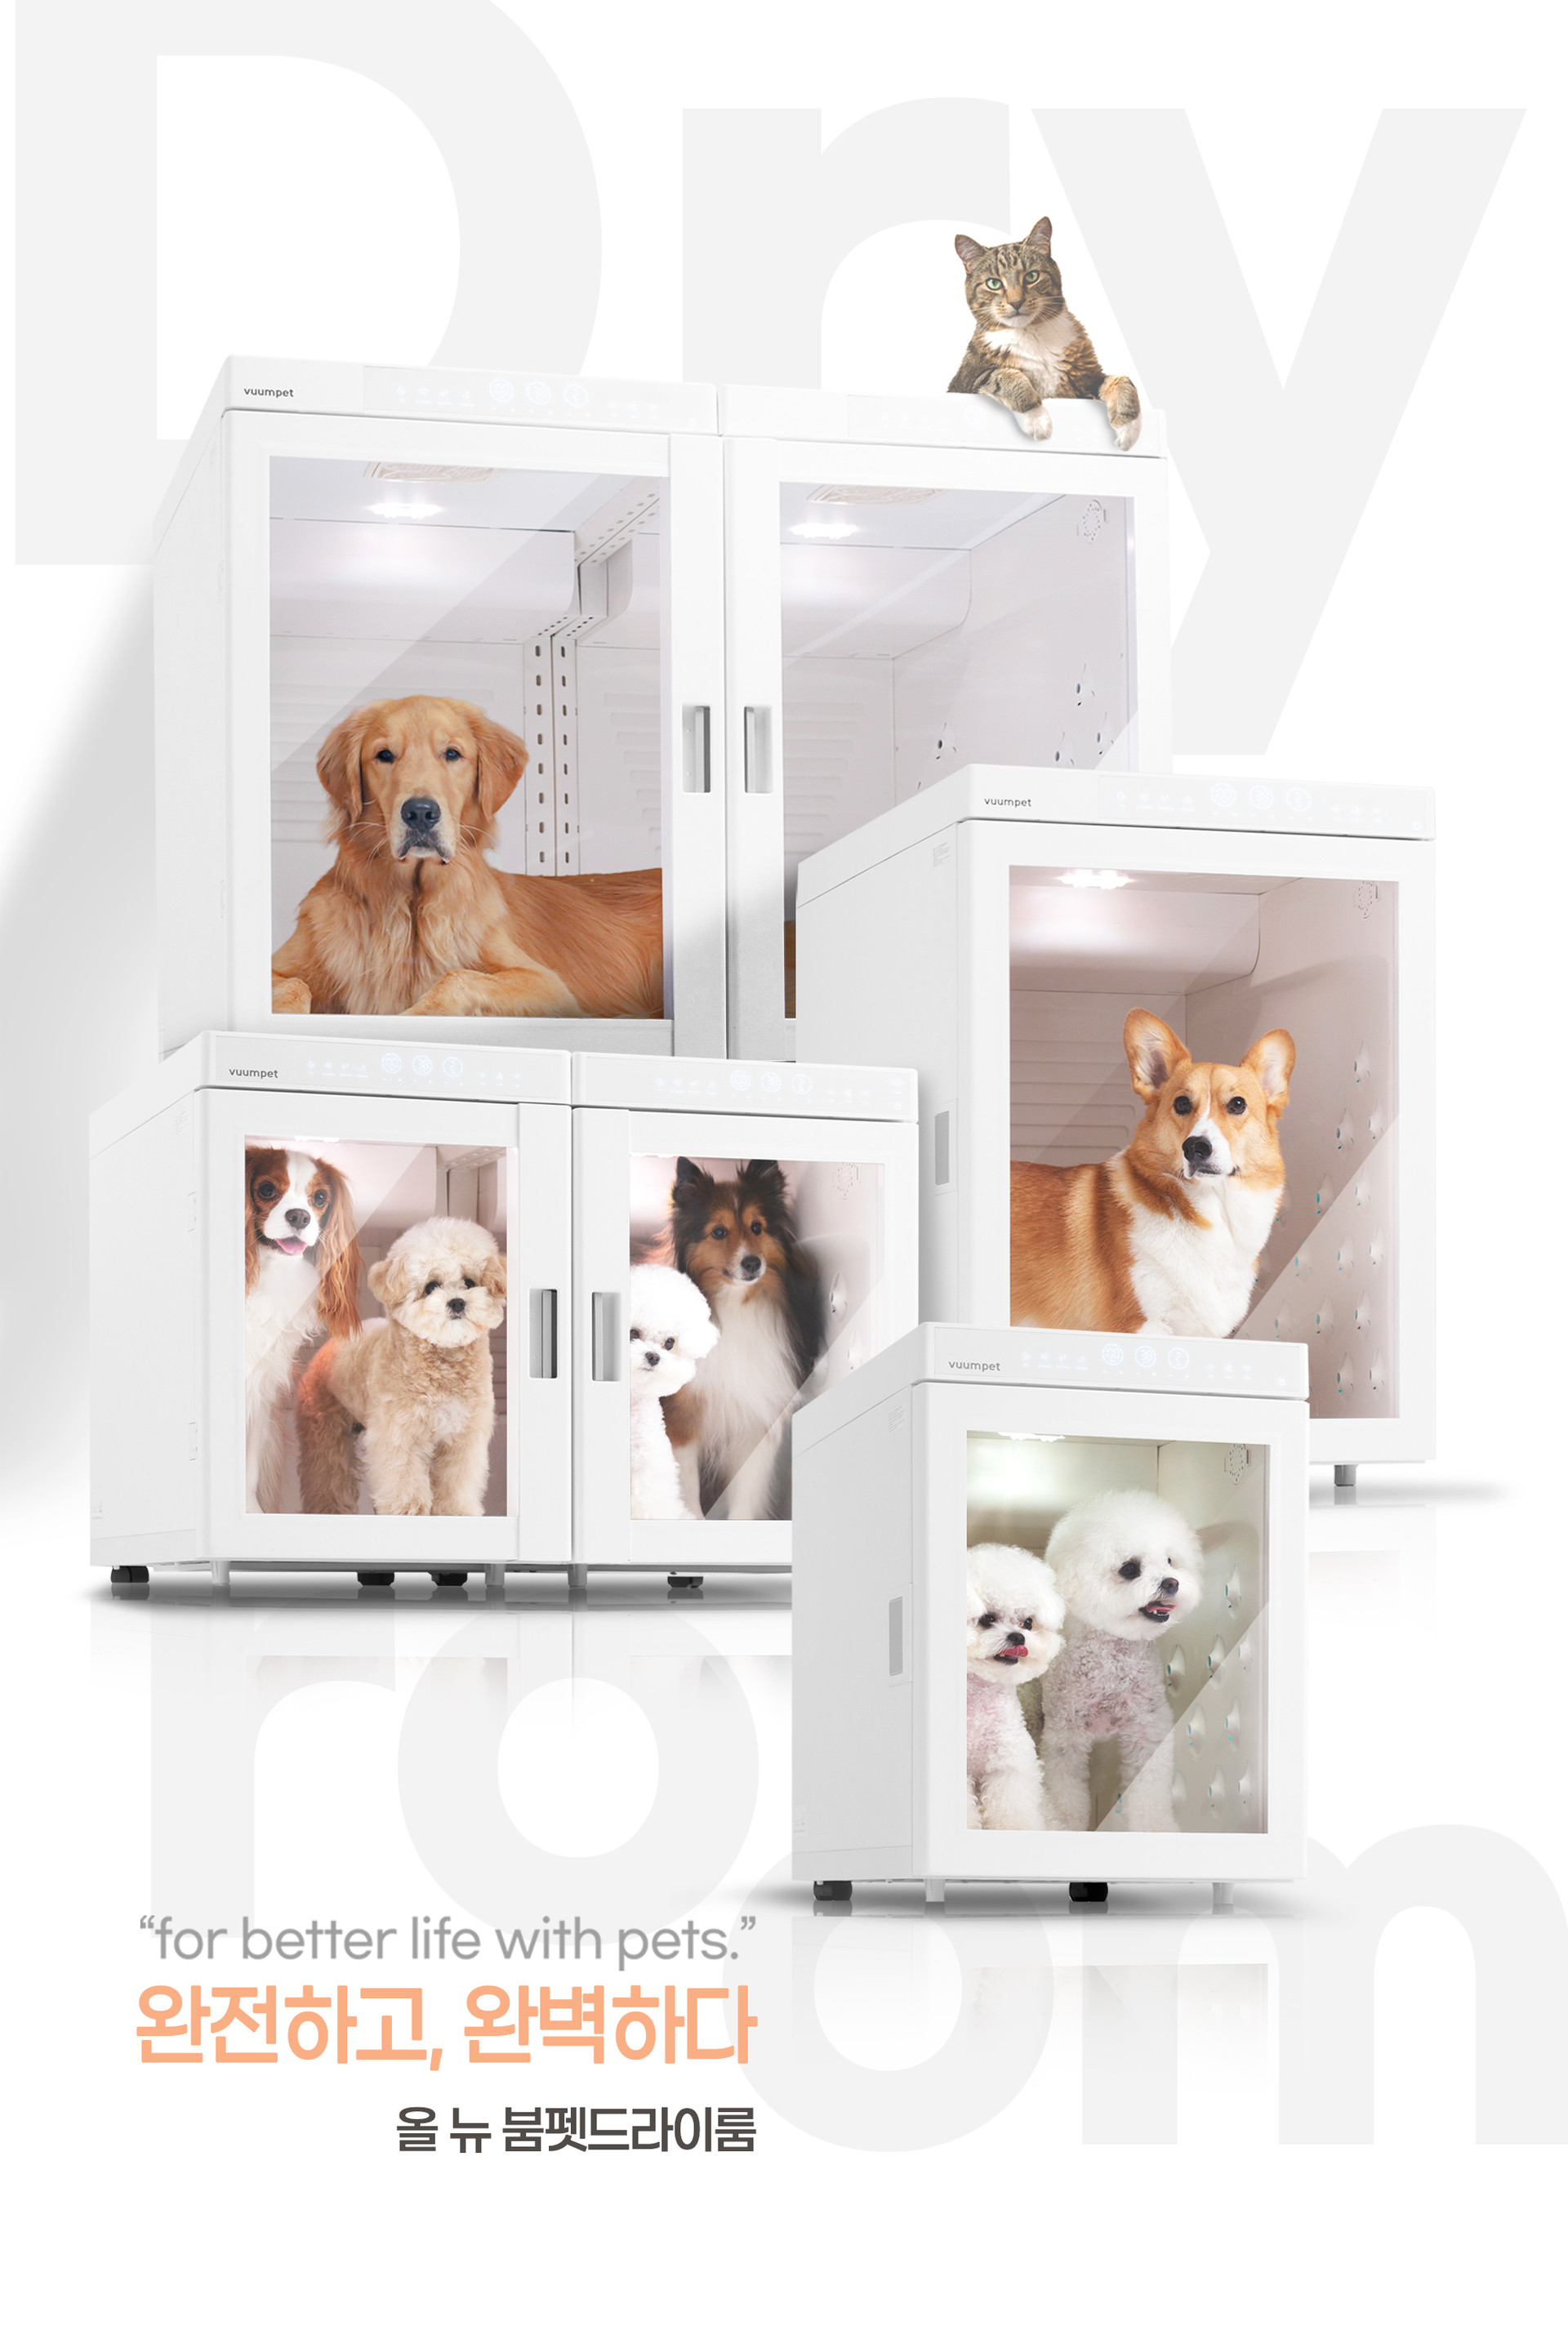 Dry
vuumpet
vuumpet
vuumpet
vuumpet
room
“for better life with pets.”
완전하고, 완벽하다
올 뉴 붐펫드라이룸